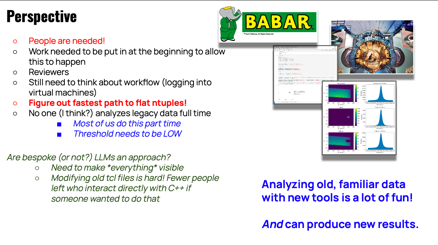 Perspective
People are needed!
Work needed to be put in at the beginning to allow
this to happen
Reviewers
Still need to think about workflow (logging into
virtual machines)
Figure out fastest path to flat ntuples!
No one (I think?) analyzes legacy data full time
Most of us do this part time
Threshold needs to be LOW
Are bespoke (or not?) LLMs an approach?
Need to make *everything* visible
Modifying old tcl files is hard! Fewer people
left who interact directly with C++ if
someone wanted to do that
BABAR
Analyzing old, familiar data
with new tools is a lot of fun!
And can produce new results.